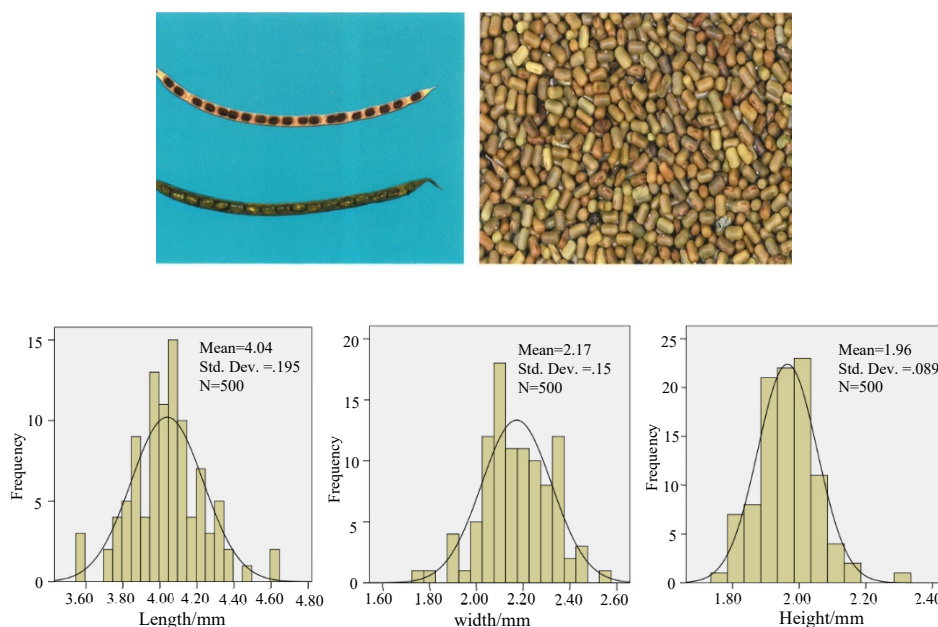 15
10
5
0
Frequency
Mean=4.04
Std. Dev. =.195
N=500
3.60 3.80 4.00 4.20 4.40 4.60 4.80
Length/mm
20
15
10
5
0
Frequency
Mean=2.17
Std. Dev. =.15
N=500
1.60 1.80 2.00 2.20 2.40 2.60
width/mm
25
20
15
10
5
0
Frequency
Mean=1.96
Std. Dev. =.089
N=500
1.80 2.00 2.20 2.40
Height/mm